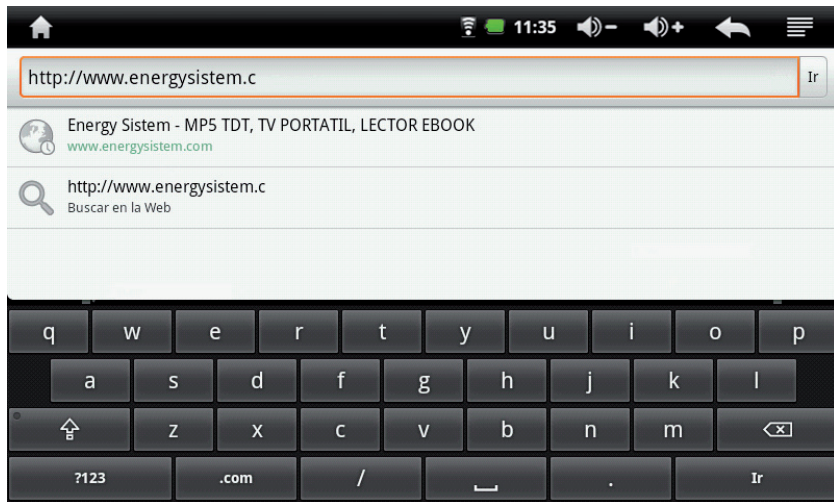 11:35
http://www.energysistem.c Ir
Energy Sistem - MP5 TDT, TV PORTATIL, LECTOR EBOOK
www.energysistem.com
http://www.energysistem.c
Buscar en la Web
q w e r t y u i o p
a s d f g h j k l
z x c v b n m
?123 .com / . Ir